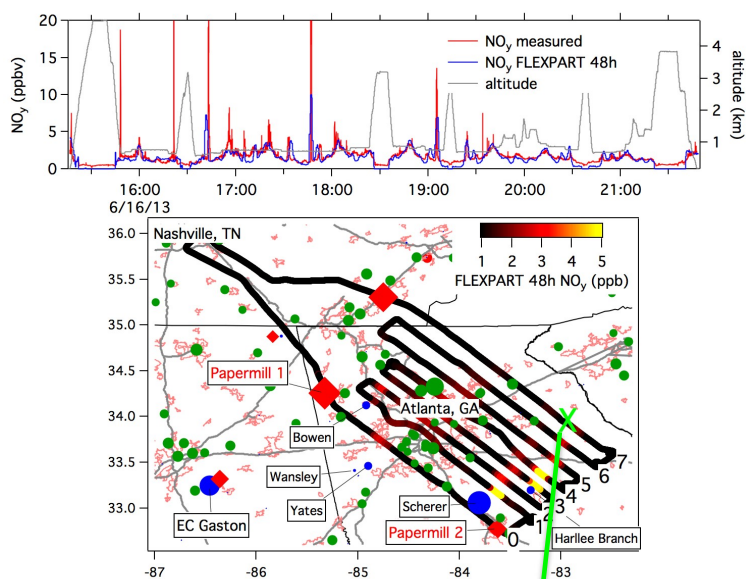 20
15
10
5
0
NOy (ppbv)
NOy measured
NOy FLEXPART 48h
altitude
4
3
2
1
altitude (km)
16:00 17:00 18:00 19:00 20:00 21:00
6/16/13
36.0
35.5
35.0
34.5
34.0
33.5
33.0
Nashville, TN
1 2 3 4 5
FLEXPART 48h NOy (ppb)
Papermill 1
Atlanta, GA
X
Bowen
Wansley
Yates
EC Gaston
Scherer
Papermill 2
Harllee Branch
0 1 2 3 4 5 6 7
-87 -86 -85 -84 -83